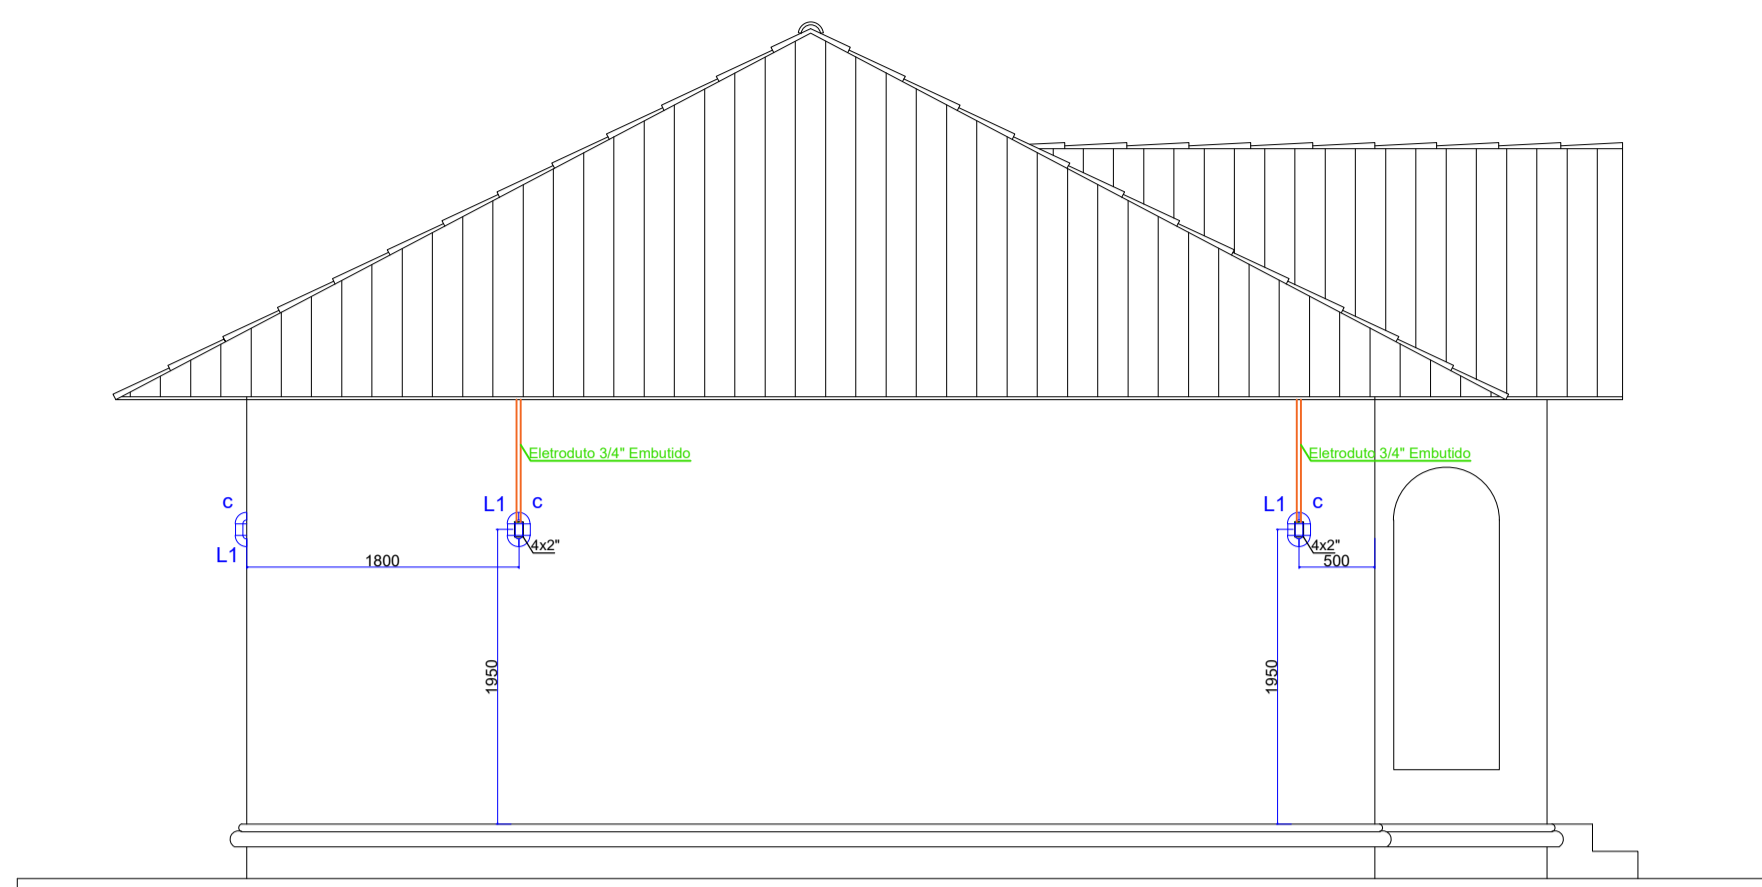 Eletroduto 3/4" Embutido
Eletroduto 3/4" Embutido
c
L1 c
L1 c
L1
4x2"
4x2"
1800
500
1950
1950